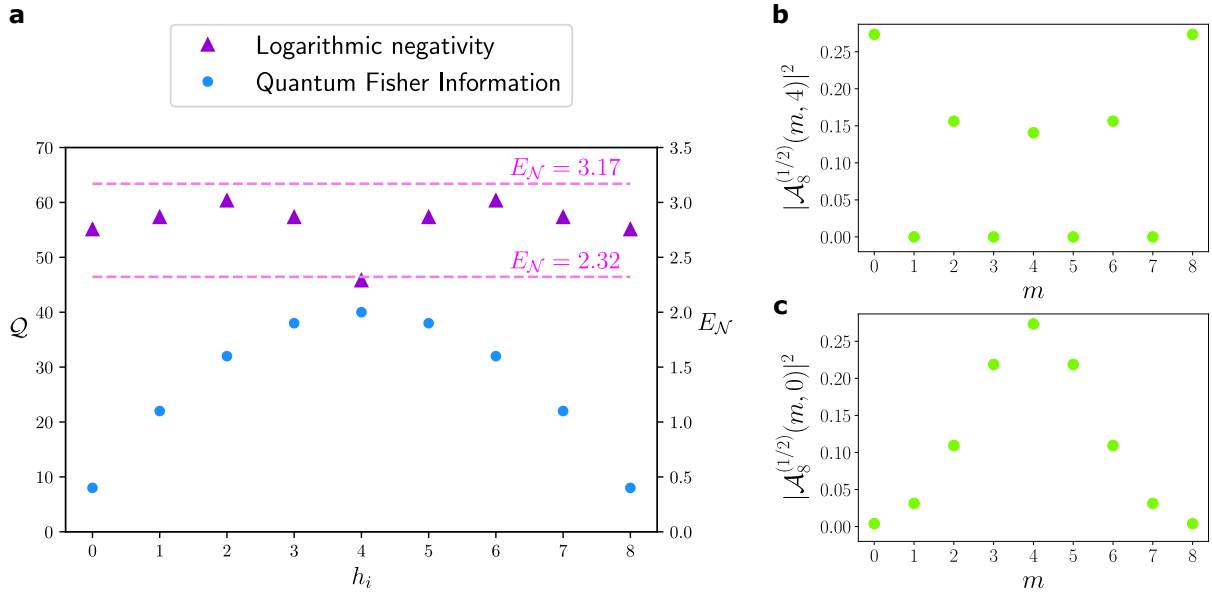 a
Logarithmic negativity
Quantum Fisher Information
70
60
50
40
30
20
10
0
𝒬
3.5
3.0
2.5
2.0
1.5
1.0
0.5
0.0
E_𝒩
E_𝒩 = 3.17
E_𝒩 = 2.32
0 1 2 3 4 5 6 7 8
h_i
b
|𝒜_8^(1/2)(m, 4)|^2
0.25
0.20
0.15
0.10
0.05
0.00
0 1 2 3 4 5 6 7 8
m
c
|𝒜_8^(1/2)(m, 0)|^2
0.25
0.20
0.15
0.10
0.05
0.00
0 1 2 3 4 5 6 7 8
m